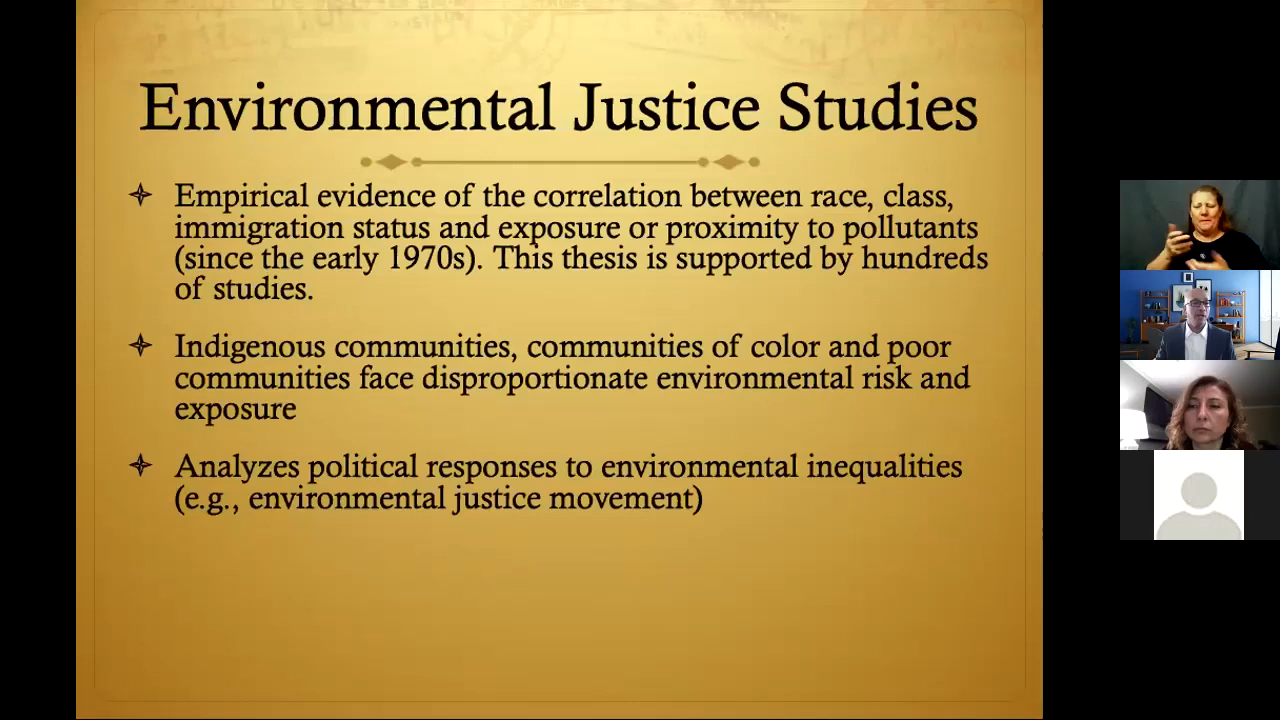 Environmental Justice Studies
Empirical evidence of the correlation between race, class,
immigration status and exposure or proximity to pollutants
(since the early 1970s). This thesis is supported by hundreds
of studies.
Indigenous communities, communities of color and poor
communities face disproportionate environmental risk and
exposure
Analyzes political responses to environmental inequalities
(e.g., environmental justice movement)